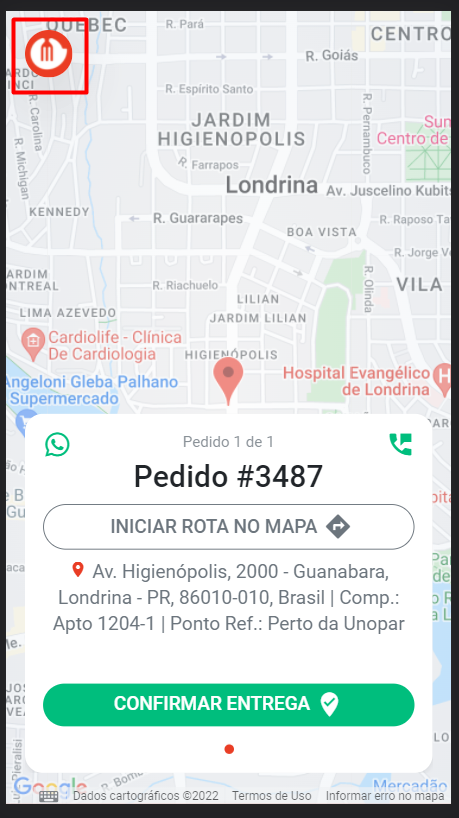 QUEBEC
R. Pará
CENTRO
R. Goiás
R. Carolina
R. Michigan
R. Espírito Santo
R. Pernambuco
JARDIM
HIGIENOPOLIS
Centro de
R. Farrapos
Londrina
Av. Juscelino Kubits
KENNEDY
R. Guararapes
R. Raposo Ta
BOA VISTA
R. Jorge Ve
JARDIM
R. Riachuelo
R. Olinda
VILA
LILIAN
JARDIM LILIAN
LIMA AZEVEDO
Cardiolife - Clínica
De Cardiologia
HIGIENÓPOLIS
Hospital Evangélico
de Londrina
H
Angeloni Gleba Palhano
Supermercado
Pedido 1 de 1
Pedido #3487
INICIAR ROTA NO MAPA
Av. Higienópolis, 2000 - Guanabara,
Londrina - PR, 86010-010, Brasil | Comp.:
Apto 1204-1 | Ponto Ref.: Perto da Unopar
CONFIRMAR ENTREGA
Google
Mercadão
Dados cartográficos ©2022
Termos de Uso
Informar erro no mapa